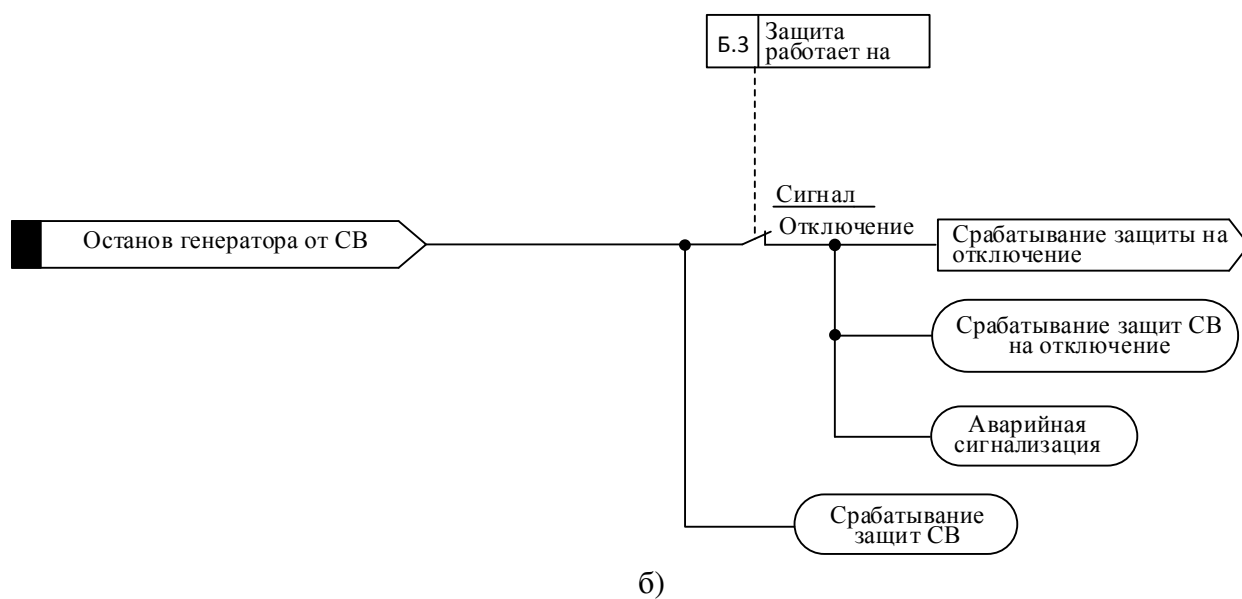 Б.3
Защита
работает на
Сигнал
Отключение
Останов генератора от СВ
Срабатывание защиты на
отключение
Срабатывание защит СВ
на отключение
Аварийная
сигнализация
Срабатывание
защит СВ
б)